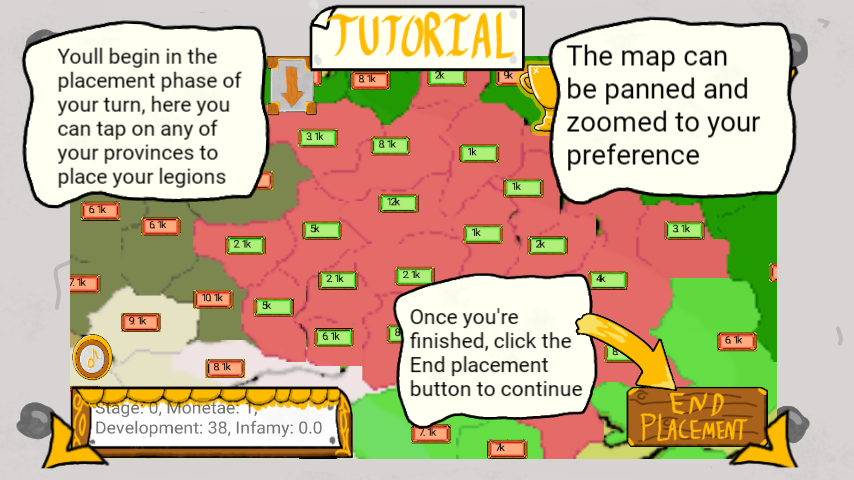 TUTORIAL
Youll begin in the
placement phase of
your turn, here you
can tap on any of
your provinces to
place your legions
The map can
be panned and
zoomed to your
preference
8.1k
2k
9k
3.1k
8.1k
1k
1k
12k
6.1k
6.1k
5k
1k
3.1k
2.1k
2k
7.1k
2.1k
2.1k
4k
10.1k
5k
9.1k
6.1k
8
8
6.1k
8.1k
Once you're
finished, click the
End placement
button to continue
Stage: 0, Monetae: 1,
Development: 38, Infamy: 0.0
END
PLACEMENT
7.1k
7k